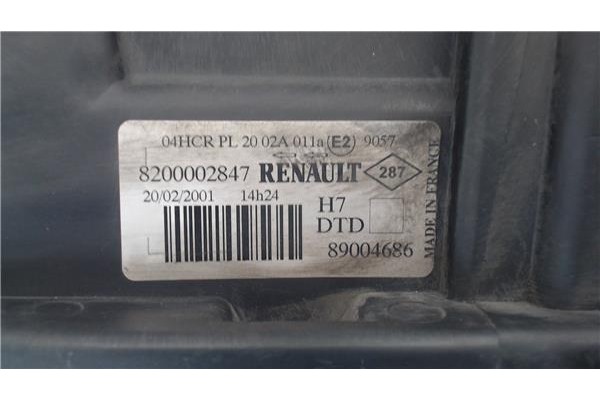 04HCR PL 20 02A 011a E2 9057
8200002847 RENAULT 287
20/02/2001 14h24
H7
DTD
89004686
MADE IN FRANCE